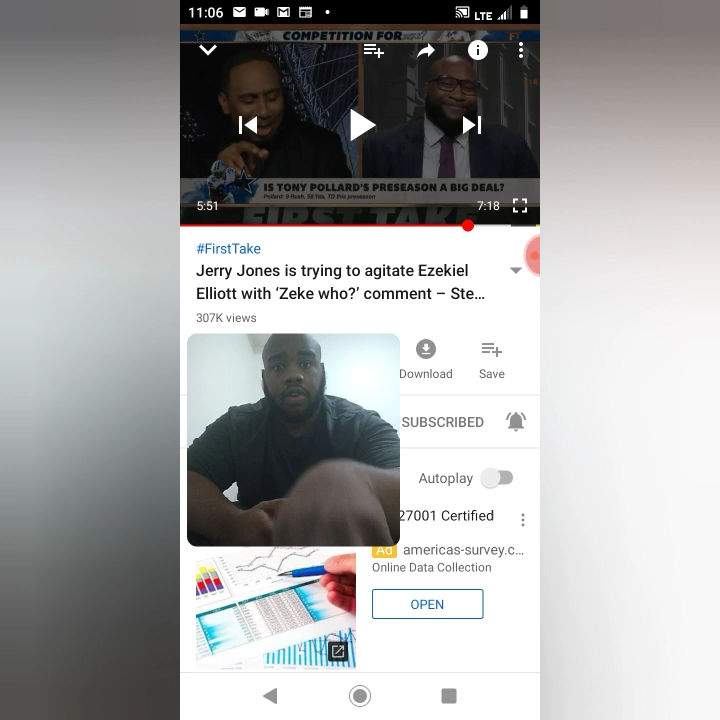 11:06
LTE
COMPETITION FOR
IS TONY POLLARD'S PRESEASON A BIG DEAL?
Pollard: 9 Rush, 58 Yds, TD this preseason
5:51
7:18
FIRST TAKE
#FirstTake
Jerry Jones is trying to agitate Ezekiel
Elliott with ‘Zeke who?’ comment – Ste...
307K views
Download
Save
SUBSCRIBED
Autoplay
27001 Certified
Ad americas-survey.c...
Online Data Collection
OPEN